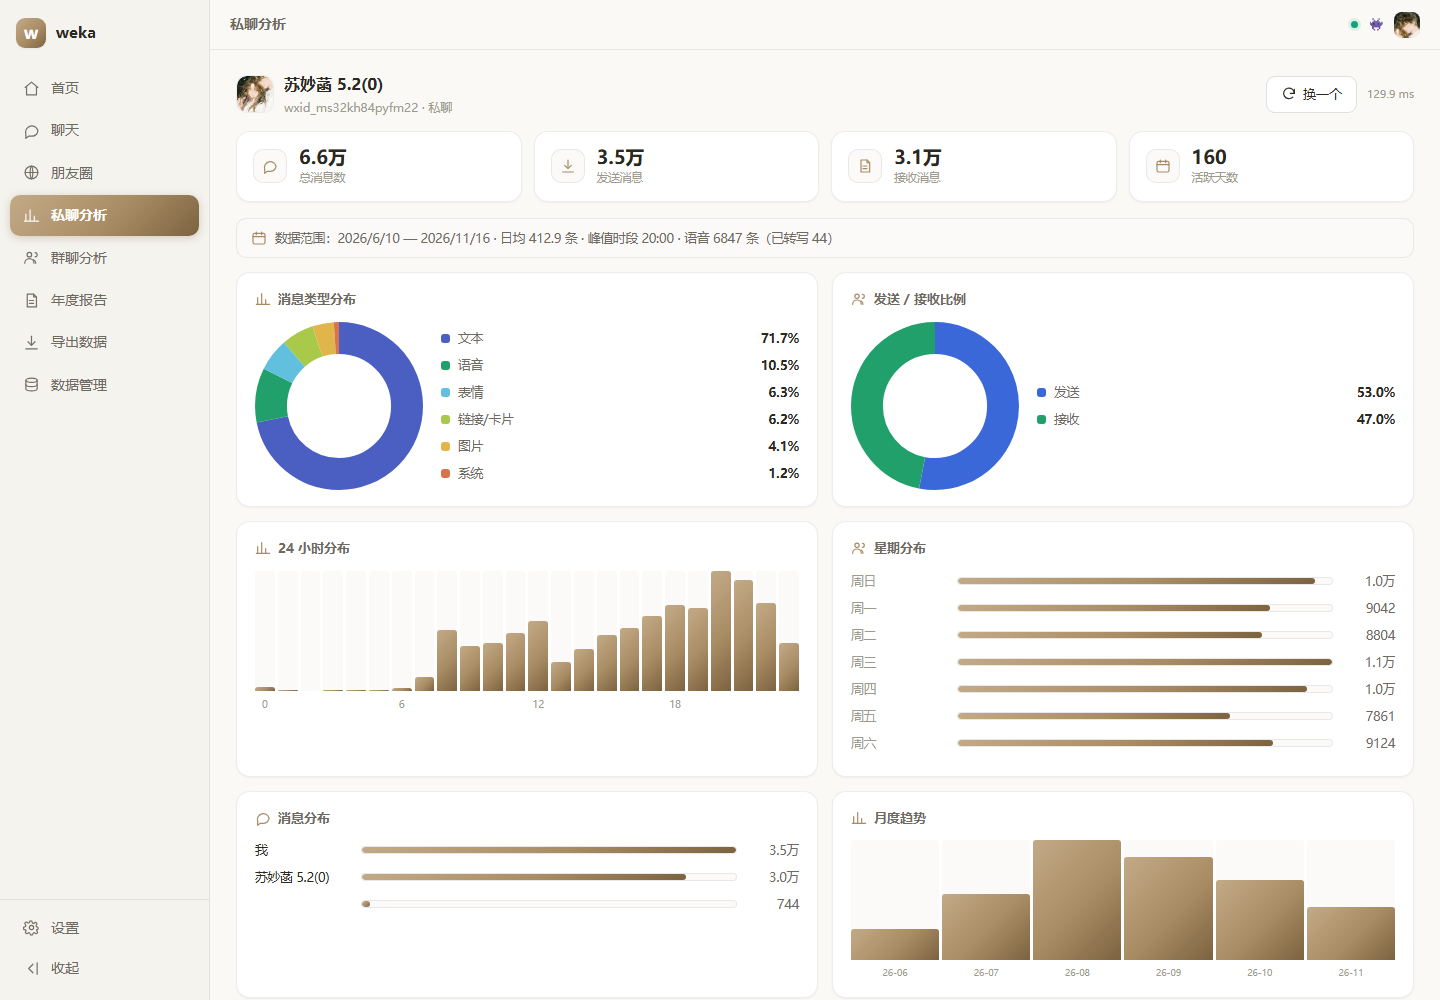 w weka
首页
聊天
朋友圈
私聊分析
群聊分析
年度报告
导出数据
数据管理
设置
收起
私聊分析
苏妙菡 5.2(0)
wxid_ms32kh84pyfm22 · 私聊
换一个
129.9 ms
6.6万
总消息数
3.5万
发送消息
3.1万
接收消息
160
活跃天数
数据范围：2026/6/10 — 2026/11/16 · 日均 412.9 条 · 峰值时段 20:00 · 语音 6847 条（已转写 44）
消息类型分布
文本 71.7%
语音 10.5%
表情 6.3%
链接/卡片 6.2%
图片 4.1%
系统 1.2%
发送 / 接收比例
发送 53.0%
接收 47.0%
24 小时分布
0 6 12 18
星期分布
周日 1.0万
周一 9042
周二 8804
周三 1.1万
周四 1.0万
周五 7861
周六 9124
消息分布
我 3.5万
苏妙菡 5.2(0) 3.0万
744
月度趋势
26-06 26-07 26-08 26-09 26-10 26-11